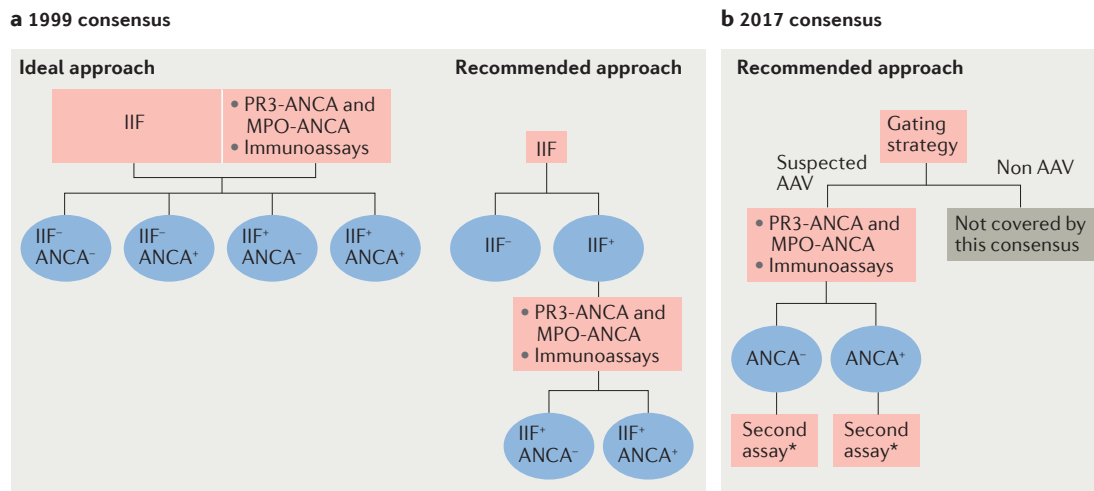 a 1999 consensus
Ideal approach
IIF
• PR3-ANCA and
MPO-ANCA
• Immunoassays
IIF⁻
ANCA⁻
IIF⁻
ANCA⁺
IIF⁺
ANCA⁻
IIF⁺
ANCA⁺
Recommended approach
IIF
IIF⁻
IIF⁺
• PR3-ANCA and
MPO-ANCA
• Immunoassays
IIF⁺
ANCA⁻
IIF⁺
ANCA⁺
b 2017 consensus
Recommended approach
Gating
strategy
Suspected
AAV
Non AAV
• PR3-ANCA and
MPO-ANCA
• Immunoassays
Not covered by
this consensus
ANCA⁻
ANCA⁺
Second
assay*
Second
assay*